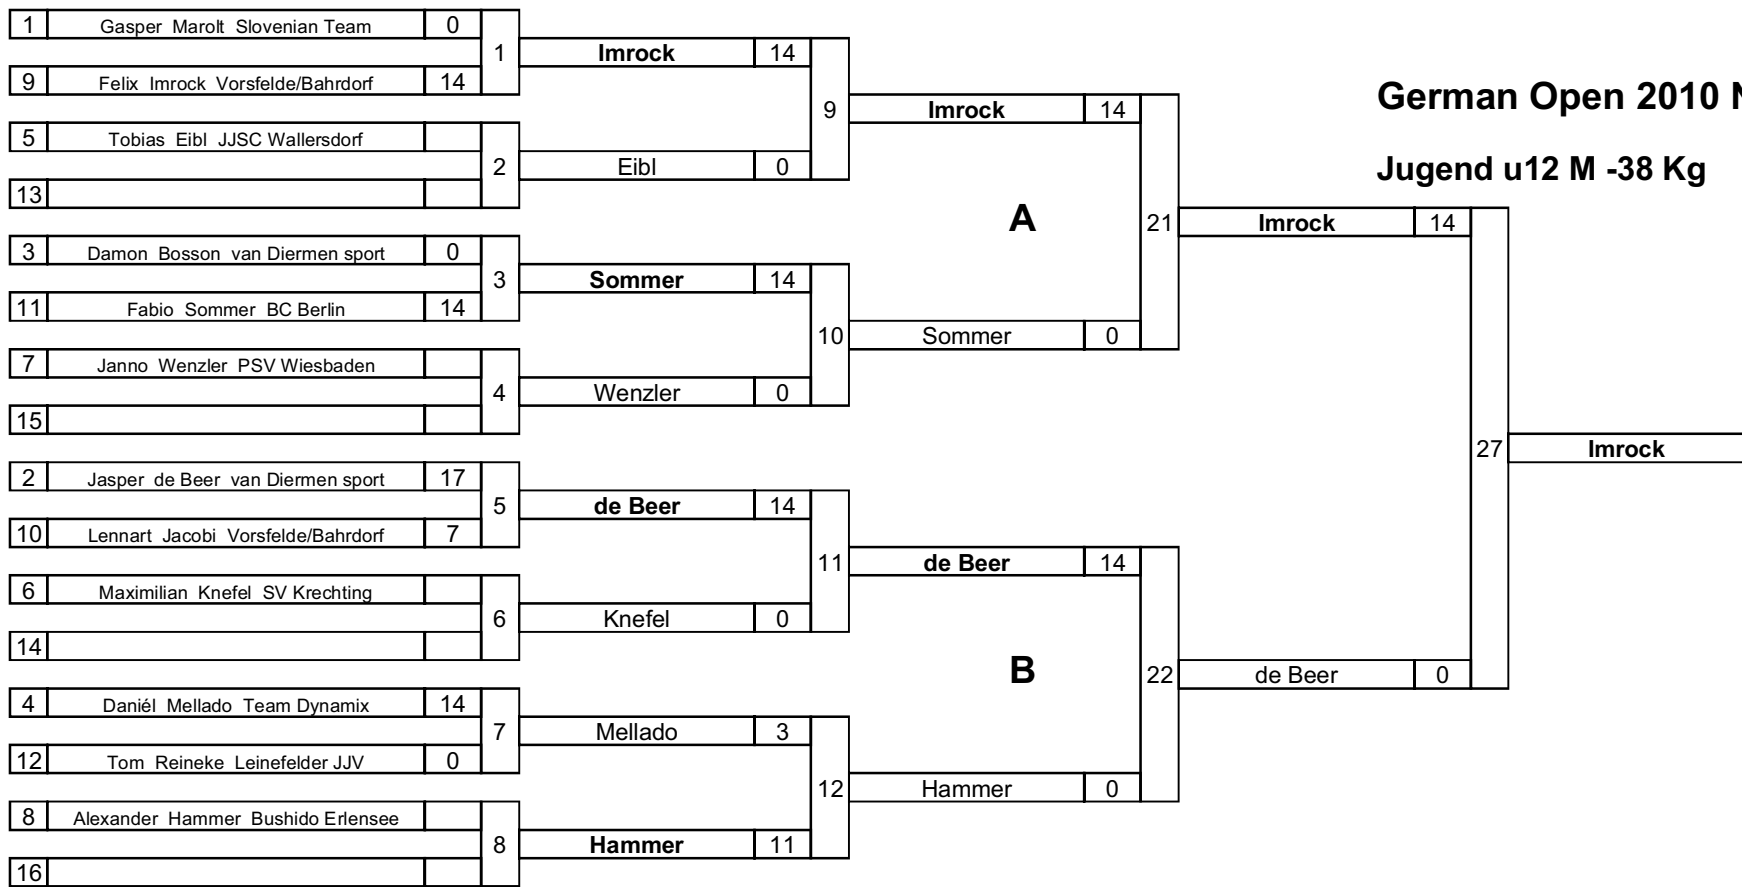 1 Gasper Marolt Slovenian Team 0
1 Imrock 14
9 Felix Imrock Vorsfelde/Bahrdorf 14
German Open 2010 N
9 Imrock 14
5 Tobias Eibl JJSC Wallersdorf
2 Eibl 0
Jugend u12 M -38 Kg
13
A
21 Imrock 14
3 Damon Bosson van Diermen sport 0
3 Sommer 14
11 Fabio Sommer BC Berlin 14
10 Sommer 0
7 Janno Wenzler PSV Wiesbaden
4 Wenzler 0
15
27 Imrock
2 Jasper de Beer van Diermen sport 17
5 de Beer 14
10 Lennart Jacobi Vorsfelde/Bahrdorf 7
11 de Beer 14
6 Maximilian Knefel SV Krechting
6 Knefel 0
14
B
22 de Beer 0
4 Daniél Mellado Team Dynamix 14
7 Mellado 3
12 Tom Reineke Leinefelder JJV 0
12 Hammer 0
8 Alexander Hammer Bushido Erlensee
8 Hammer 11
16